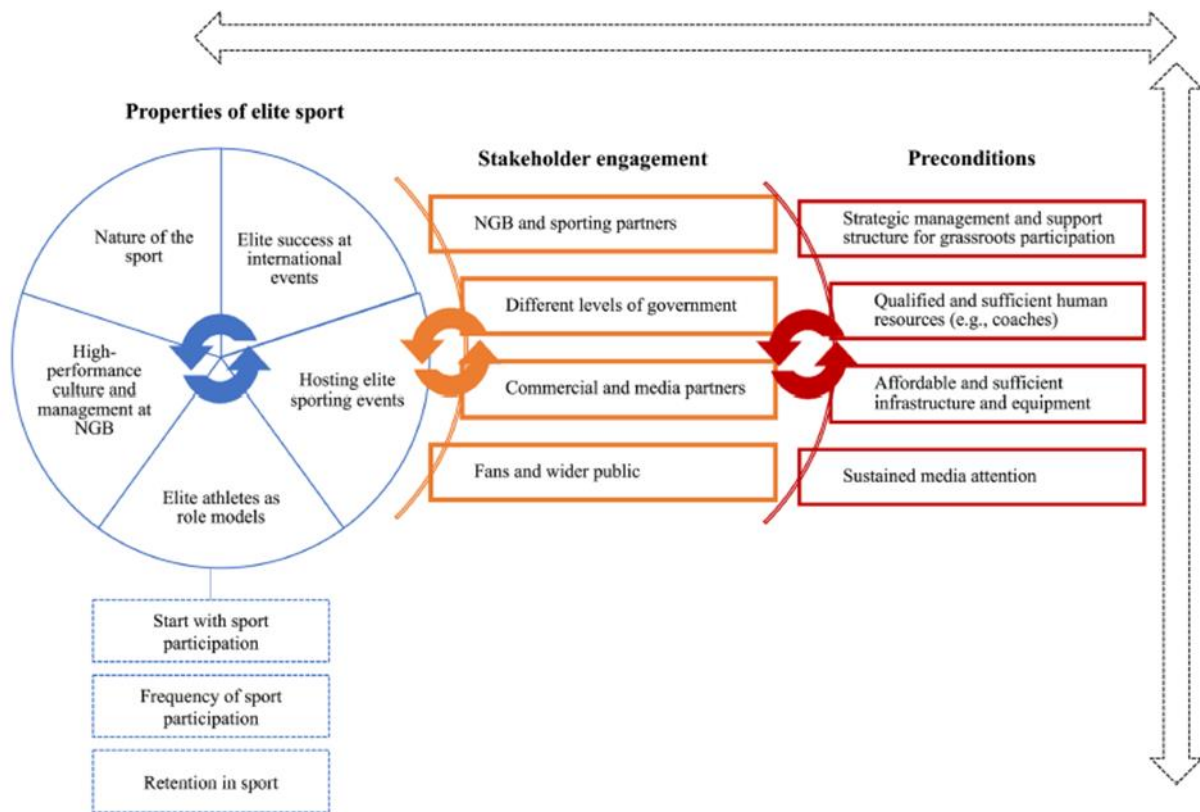 Properties of elite sport
Nature of the
sport
Elite success at
international
events
High-
performance
culture and
management at
NGB
Hosting elite
sporting events
Elite athletes as
role models
Start with sport
participation
Frequency of sport
participation
Retention in sport
Stakeholder engagement
NGB and sporting partners
Different levels of government
Commercial and media partners
Fans and wider public
Preconditions
Strategic management and support
structure for grassroots participation
Qualified and sufficient human
resources (e.g., coaches)
Affordable and sufficient
infrastructure and equipment
Sustained media attention